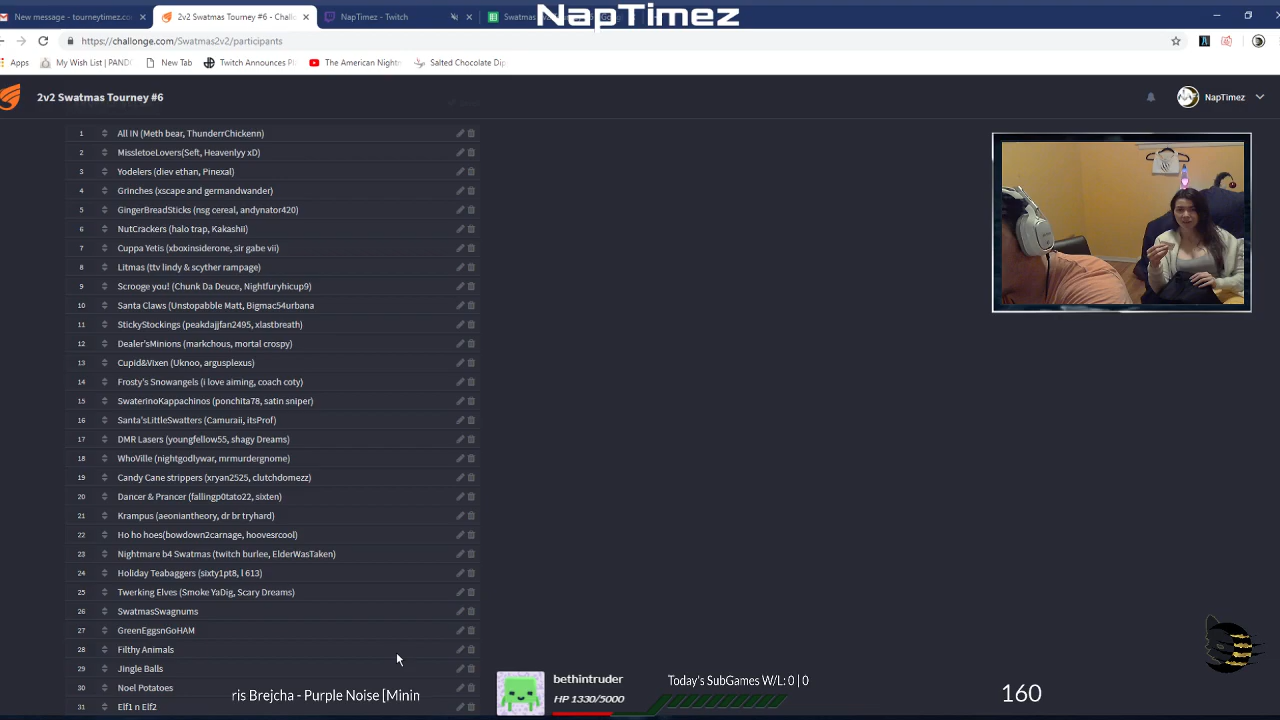 NapTimez
New message - tourneytimez.com
2v2 Swatmas Tourney #6 - Challo
NapTimez - Twitch
https://challonge.com/Swatmas2v2/participants
Apps
My Wish List | PAND
New Tab
Twitch Announces Pl
The American Nightm
Salted Chocolate Dip
2v2 Swatmas Tourney #6
NapTimez
1 All IN (Meth bear, ThunderrChickenn)
2 MissletoeLovers(Seft, Heavenlyy xD)
3 Yodelers (diev ethan, Pinexal)
4 Grinches (xscape and germandwander)
5 GingerBreadSticks (nsg cereal, andynator420)
6 NutCrackers (halo trap, Kakashii)
7 Cuppa Yetis (xboxinsiderone, sir gabe vii)
8 Litmas (ttv lindy & scyther rampage)
9 Scrooge you! (Chunk Da Deuce, Nightfuryhicup9)
10 Santa Claws (Unstopabble Matt, Bigmac54urbana
11 StickyStockings (peakdajjfan2495, xlastbreath)
12 Dealer'sMinions (markchous, mortal crospy)
13 Cupid&Vixen (Uknoo, argusplexus)
14 Frosty's Snowangels (i love aiming, coach coty)
15 SwaterinoKappachinos (ponchita78, satin sniper)
16 Santa'sLittleSwatters (Camuraii, itsProf)
17 DMR Lasers (youngfellow55, shagy Dreams)
18 WhoVille (nightgodlywar, mrmurdergnome)
19 Candy Cane strippers (xryan2525, clutchdomezz)
20 Dancer & Prancer (fallingp0tato22, sixten)
21 Krampus (aeoniantheory, dr br tryhard)
22 Ho ho hoes(bowdown2carnage, hoovesrcool)
23 Nightmare b4 Swatmas (twitch burlee, ElderWasTaken)
24 Holiday Teabaggers (sixty1pt8, l 613)
25 Twerking Elves (Smoke YaDig, Scary Dreams)
26 SwatmasSwagnums
27 GreenEggsnGoHAM
28 Filthy Animals
29 Jingle Balls
30 Noel Potatoes
31 Elf1 n Elf2
ris Brejcha - Purple Noise [Minin
bethintruder
HP 1330/5000
Today's SubGames W/L: 0 | 0
160